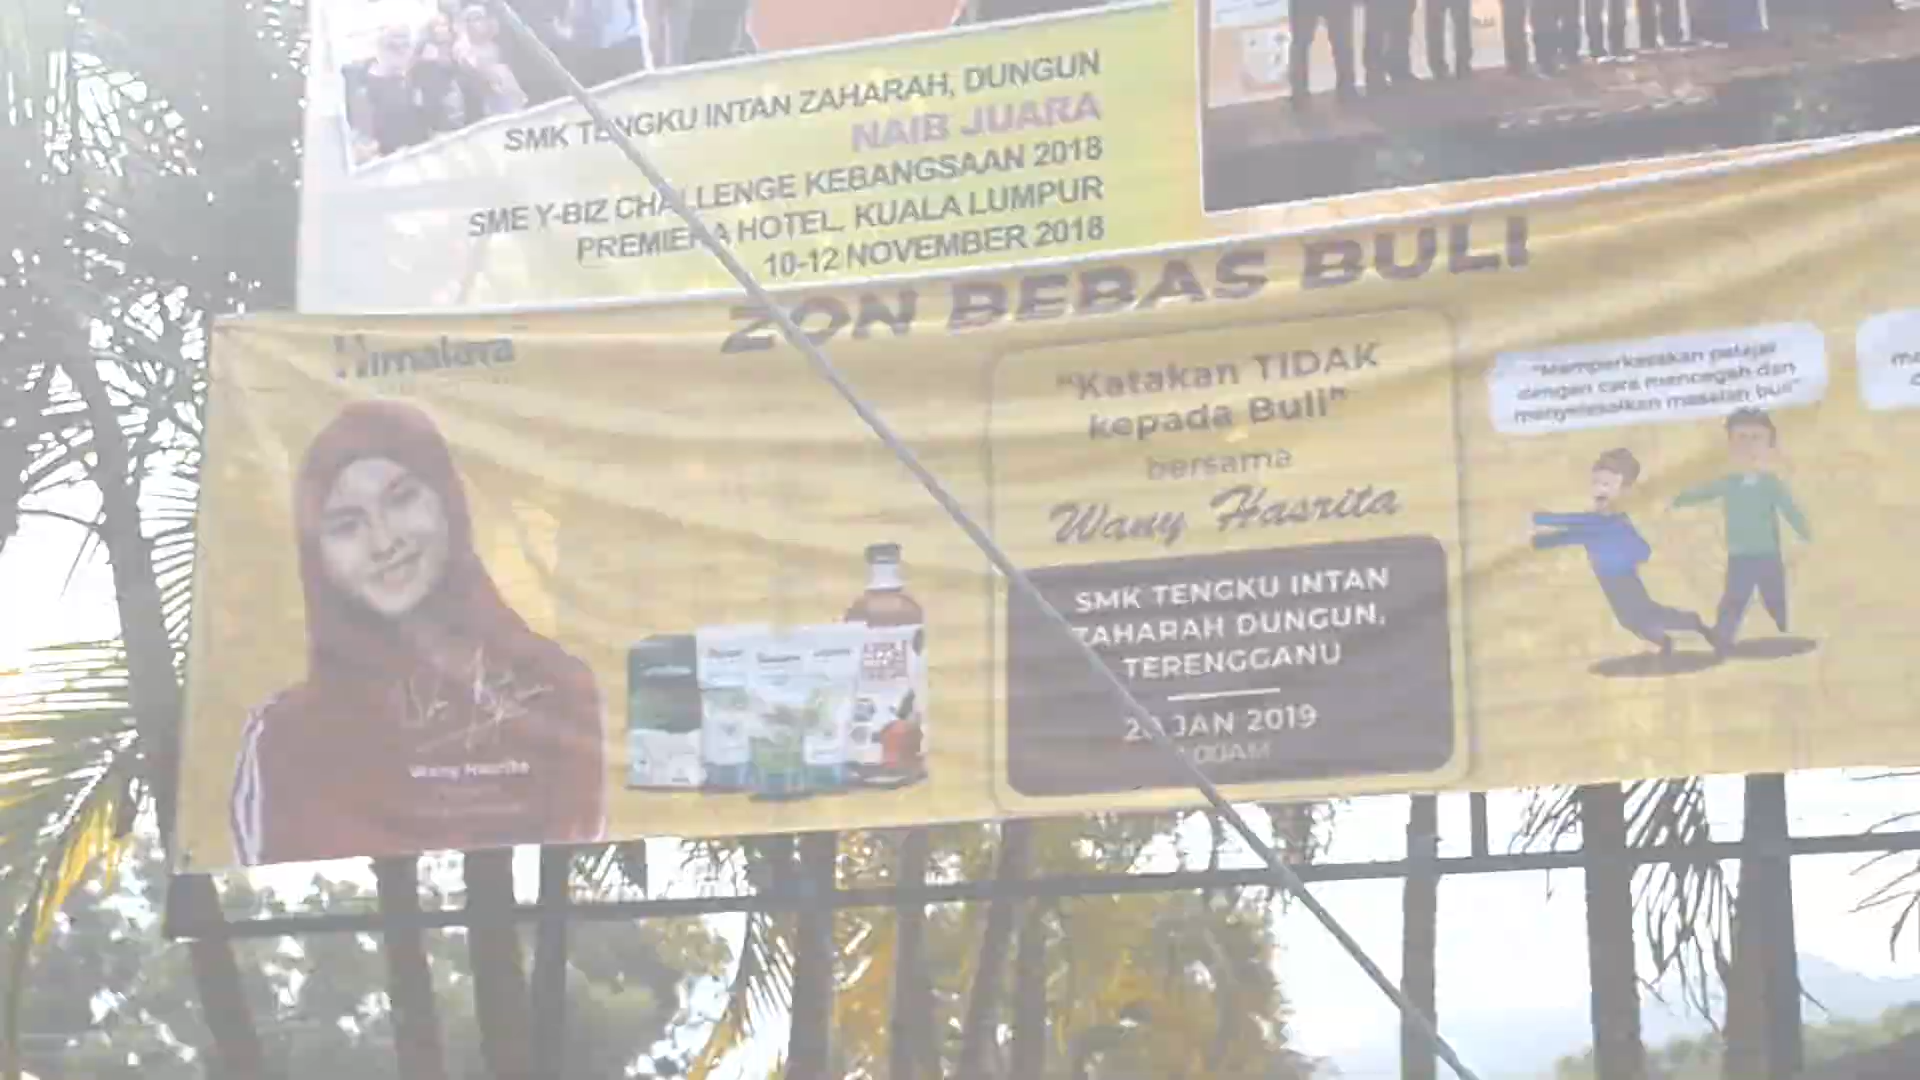 SMK TENGKU INTAN ZAHARAH, DUNGUN
NAIB JUARA
SME Y-BIZ CHALLENGE KEBANGSAAN 2018
PREMIERA HOTEL, KUALA LUMPUR
10-12 NOVEMBER 2018
ZON BEBAS BULI
Himalaya
"Katakan TIDAK
kepada Buli"
bersama
Wany Hasrita
SMK TENGKU INTAN
ZAHARAH DUNGUN,
TERENGGANU
JAN 2019
"Memperkasakan pelajar
dengan cara mencegah dan
menyelesaikan masalah buli"
Wany Hasrita